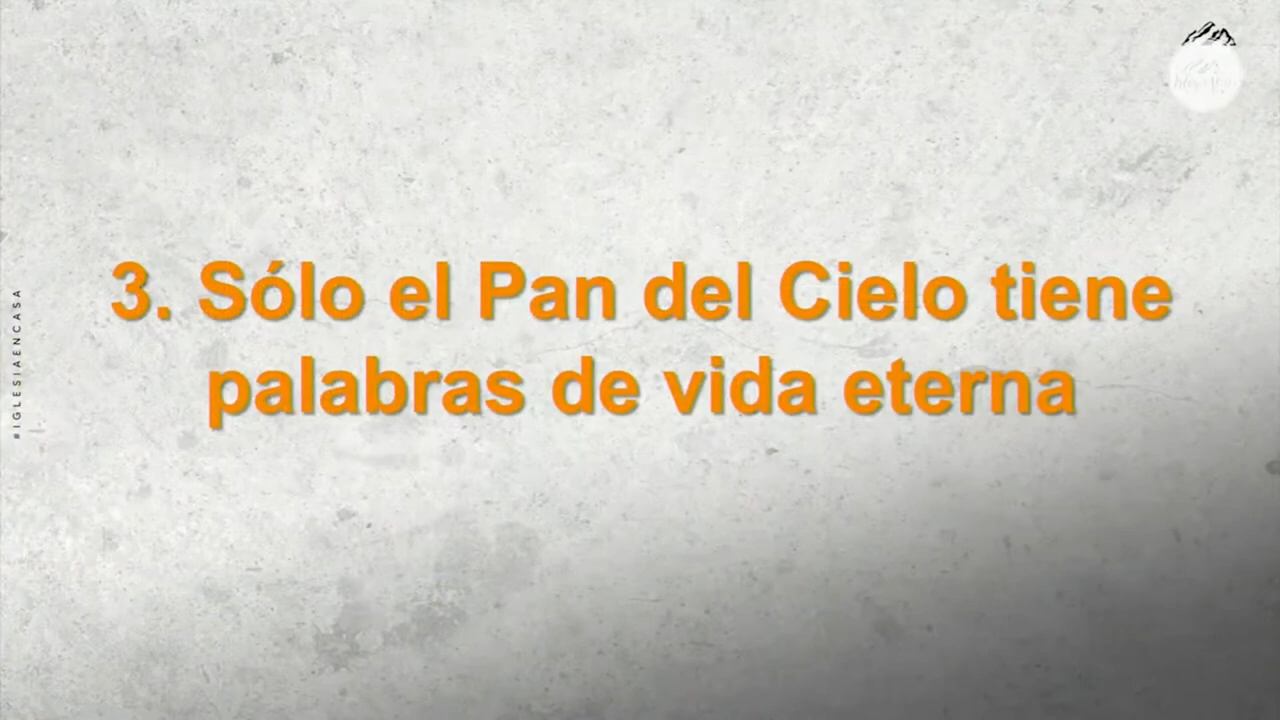 3. Sólo el Pan del Cielo tiene
palabras de vida eterna
#IGLESIAENCASA